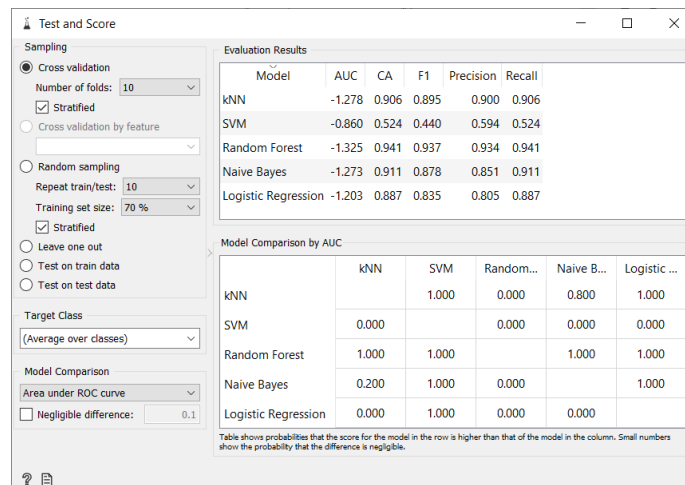 Test and Score
Sampling
Cross validation
Number of folds: 10
Stratified
Cross validation by feature
Random sampling
Repeat train/test: 10
Training set size: 70 %
Stratified
Leave one out
Test on train data
Test on test data
Target Class
(Average over classes)
Model Comparison
Area under ROC curve
Negligible difference: 0.1
Evaluation Results
Model AUC CA F1 Precision Recall
kNN -1.278 0.906 0.895 0.900 0.906
SVM -0.860 0.524 0.440 0.594 0.524
Random Forest -1.325 0.941 0.937 0.934 0.941
Naive Bayes -1.273 0.911 0.878 0.851 0.911
Logistic Regression -1.203 0.887 0.835 0.805 0.887
Model Comparison by AUC
kNN SVM Random... Naive B... Logistic ...
kNN 1.000 0.000 0.800 1.000
SVM 0.000 0.000 0.000 0.000
Random Forest 1.000 1.000 1.000 1.000
Naive Bayes 0.200 1.000 0.000 1.000
Logistic Regression 0.000 1.000 0.000 0.000
Table shows probabilities that the score for the model in the row is higher than that of the model in the column. Small numbers
show the probability that the difference is negligible.
?